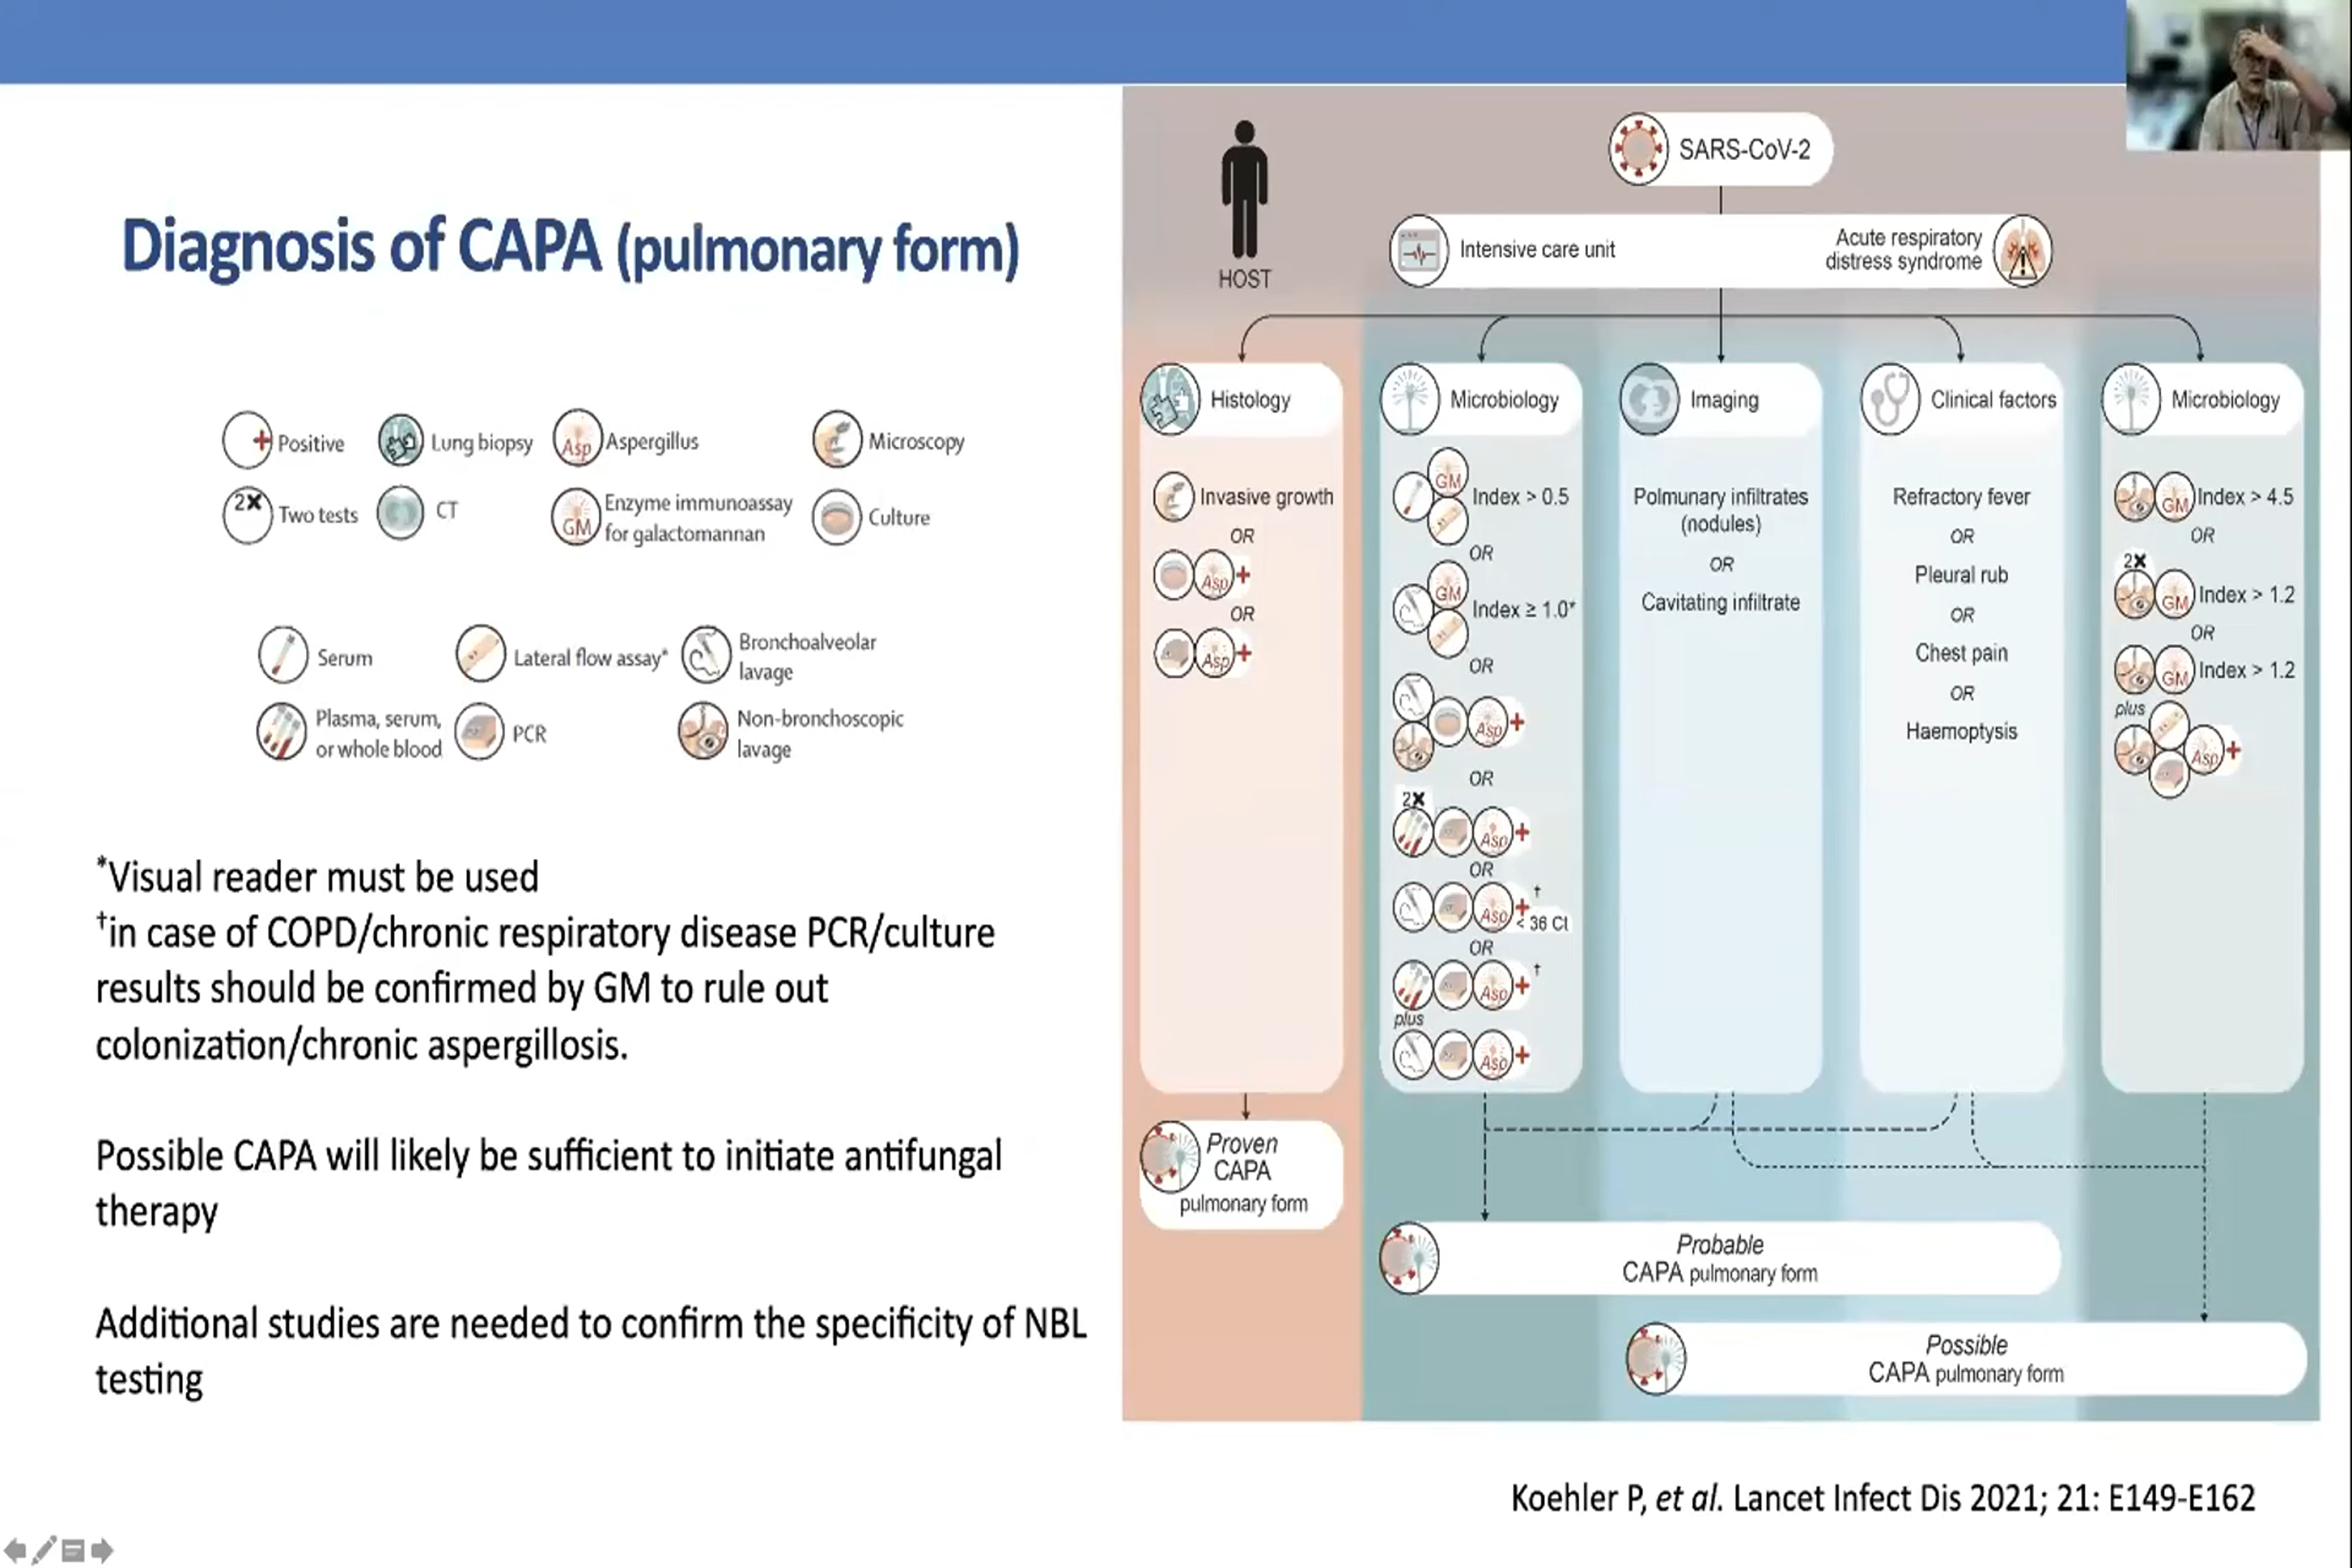 Diagnosis of CAPA (pulmonary form)
+ Positive
Lung biopsy
Asp Aspergillus
Microscopy
2X Two tests
CT
GM Enzyme immunoassay
for galactomannan
Culture
Serum
Lateral flow assay*
Bronchoalveolar
lavage
Plasma, serum,
or whole blood
PCR
Non-bronchoscopic
lavage
*Visual reader must be used
†in case of COPD/chronic respiratory disease PCR/culture
results should be confirmed by GM to rule out
colonization/chronic aspergillosis.
Possible CAPA will likely be sufficient to initiate antifungal
therapy
Additional studies are needed to confirm the specificity of NBL
testing
HOST
SARS-CoV-2
Intensive care unit
Acute respiratory
distress syndrome
Histology
Invasive growth
OR
Asp +
OR
Asp +
Proven
CAPA
pulmonary form
Microbiology
GM Index > 0.5
OR
GM Index ≥ 1.0*
OR
Asp +
OR
2X
Asp +
OR
Asp + †
< 36 Ct
OR
Asp + †
plus
Asp +
Imaging
Polmunary infiltrates
(nodules)
OR
Cavitating infiltrate
Clinical factors
Refractory fever
OR
Pleural rub
OR
Chest pain
OR
Haemoptysis
Microbiology
GM Index > 4.5
OR
2X
GM Index > 1.2
OR
GM Index > 1.2
plus
Asp +
Probable
CAPA pulmonary form
Possible
CAPA pulmonary form
Koehler P, et al. Lancet Infect Dis 2021; 21: E149-E162